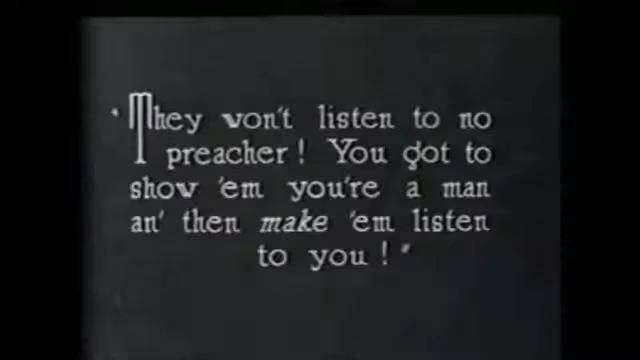 "They won't listen to no
preacher! You got to
show 'em you're a man
an' then make 'em listen
to you!"